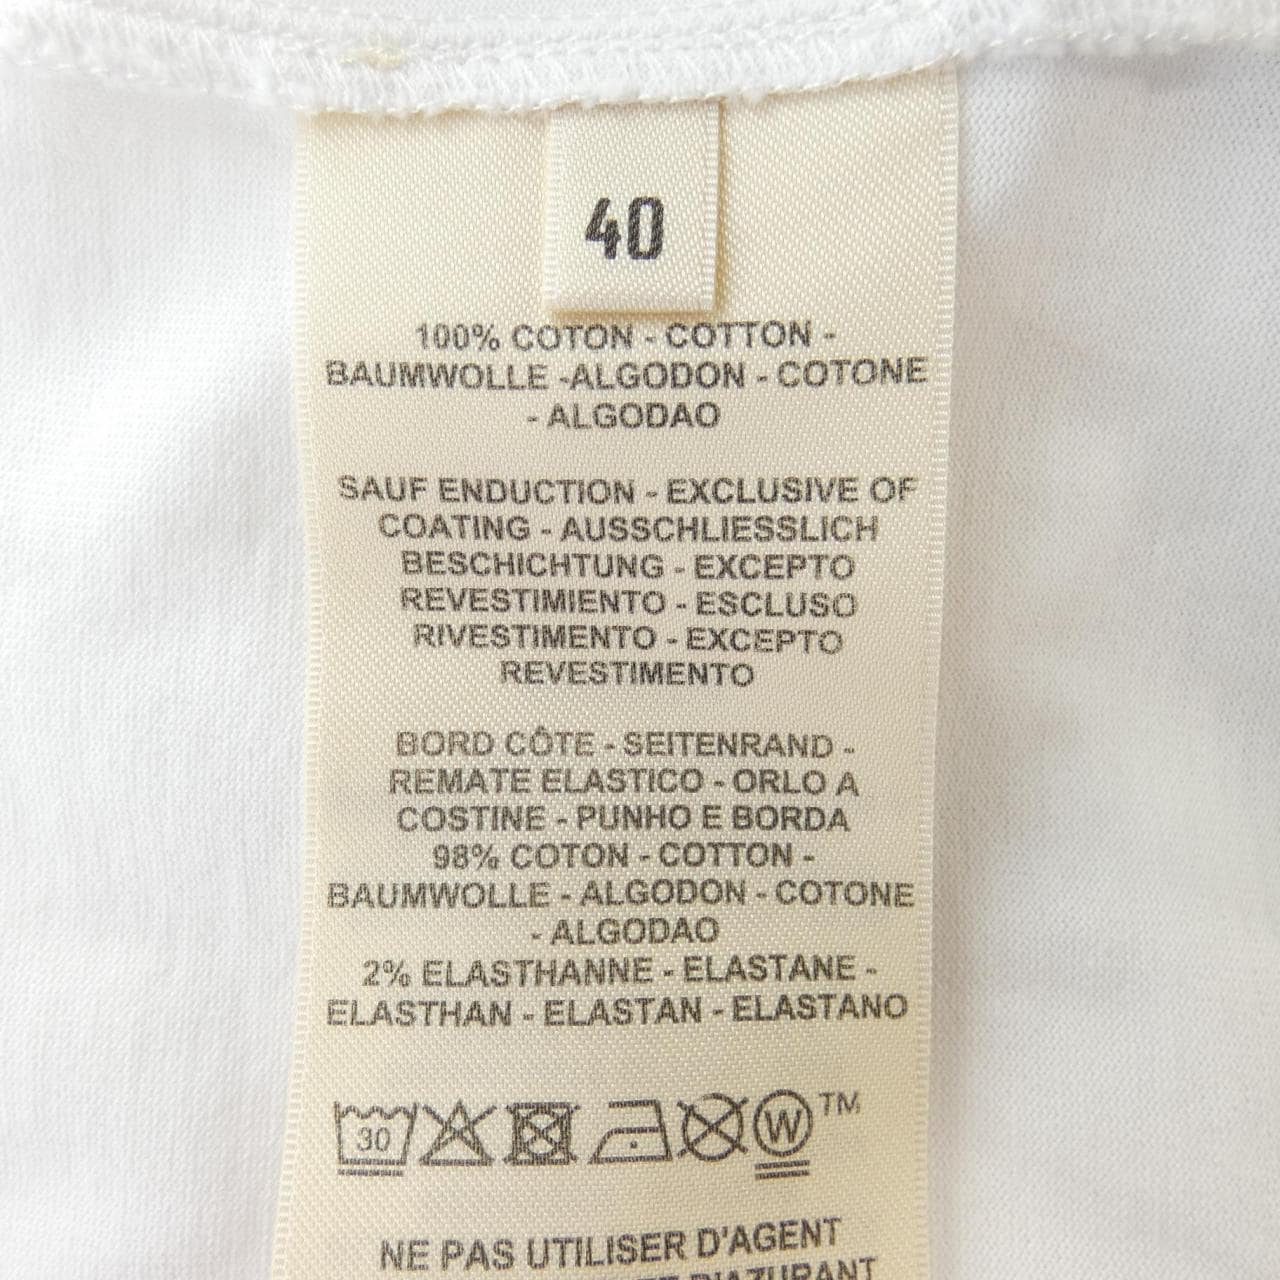 40
100% COTON - COTTON -
BAUMWOLLE -ALGODON - COTONE
- ALGODAO
SAUF ENDUCTION - EXCLUSIVE OF
COATING - AUSSCHLIESSLICH
BESCHICHTUNG - EXCEPTO
REVESTIMIENTO - ESCLUSO
RIVESTIMENTO - EXCEPTO
REVESTIMENTO
BORD CÔTE - SEITENRAND -
REMATE ELASTICO - ORLO A
COSTINE - PUNHO E BORDA
98% COTON - COTTON -
BAUMWOLLE - ALGODON - COTONE
- ALGODAO
2% ELASTHANNE - ELASTANE -
ELASTHAN - ELASTAN - ELASTANO
30 W ™
NE PAS UTILISER D'AGENT
D'AZURANT